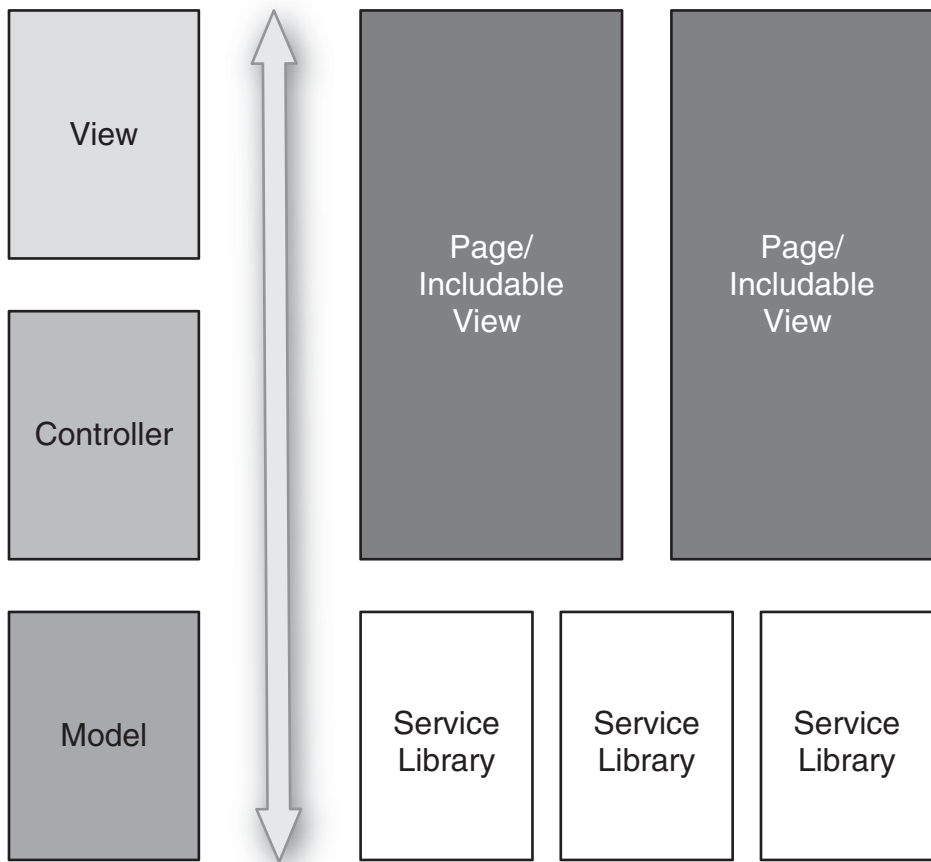 View
Page/
Includable
View
Page/
Includable
View
Controller
Model
Service
Library
Service
Library
Service
Library